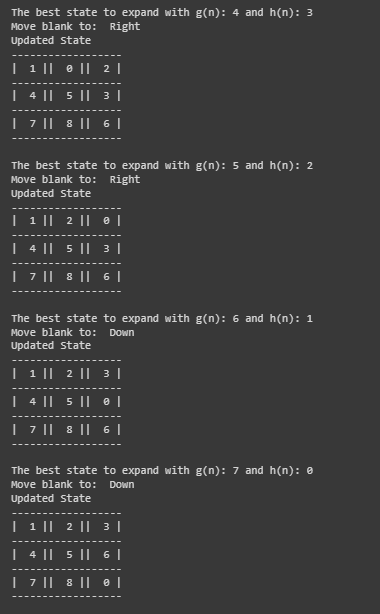 The best state to expand with g(n): 4 and h(n): 3
Move blank to:  Right
Updated State
------------------
|  1 ||  0 ||  2 |
------------------
|  4 ||  5 ||  3 |
------------------
|  7 ||  8 ||  6 |
------------------
The best state to expand with g(n): 5 and h(n): 2
Move blank to:  Right
Updated State
------------------
|  1 ||  2 ||  0 |
------------------
|  4 ||  5 ||  3 |
------------------
|  7 ||  8 ||  6 |
------------------
The best state to expand with g(n): 6 and h(n): 1
Move blank to:  Down
Updated State
------------------
|  1 ||  2 ||  3 |
------------------
|  4 ||  5 ||  0 |
------------------
|  7 ||  8 ||  6 |
------------------
The best state to expand with g(n): 7 and h(n): 0
Move blank to:  Down
Updated State
------------------
|  1 ||  2 ||  3 |
------------------
|  4 ||  5 ||  6 |
------------------
|  7 ||  8 ||  0 |
------------------